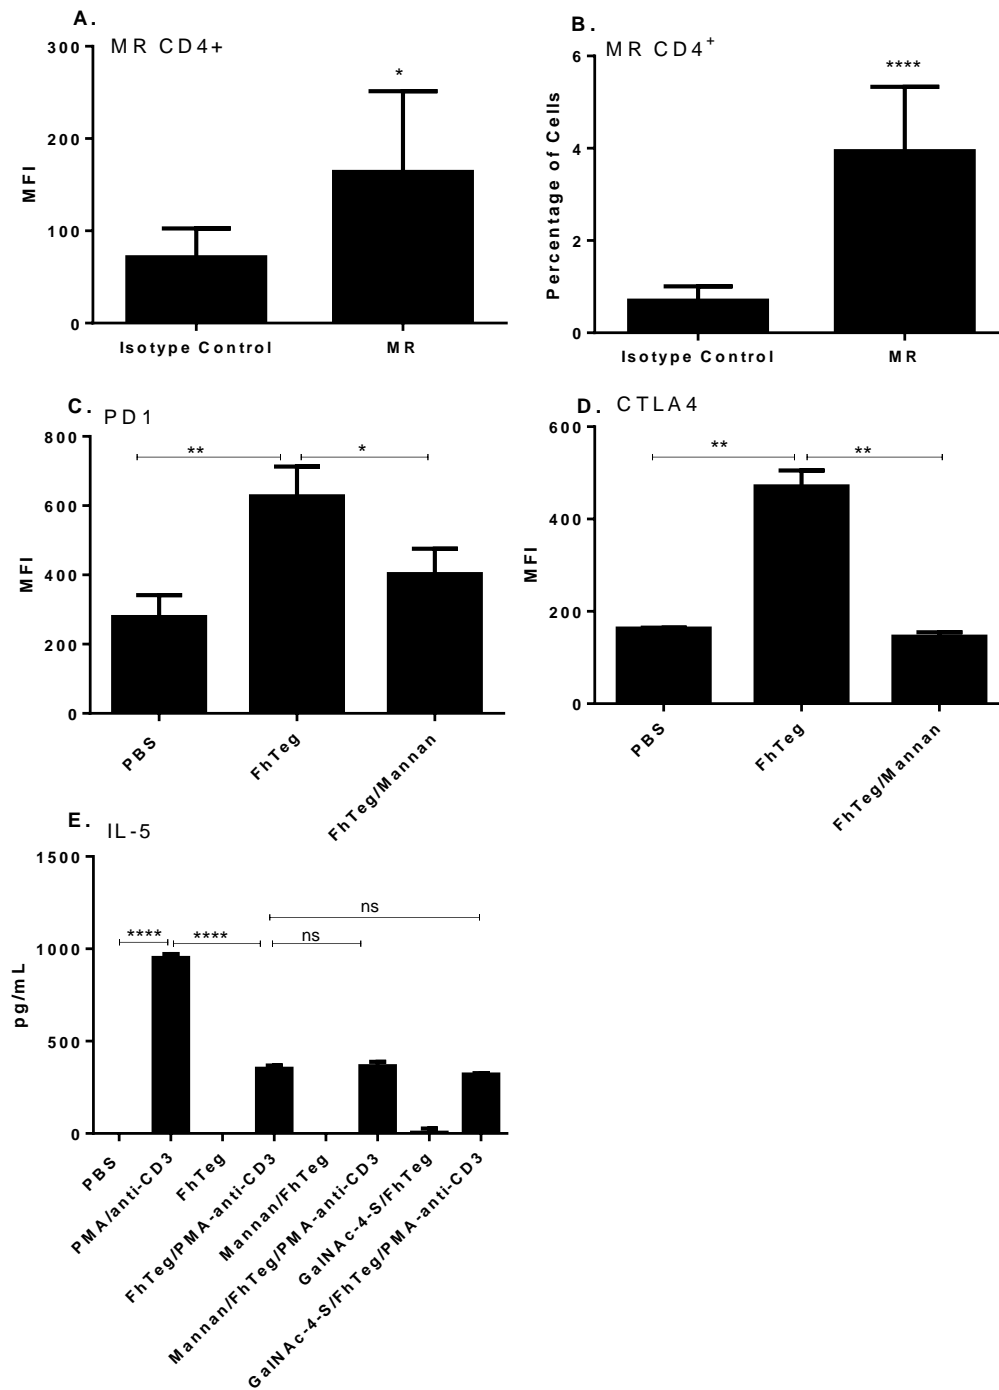 A.
MR CD4+
300
200
100
0
MFI
*
Isotype Control
MR
B.
MR CD4+
6
4
2
0
Percentage of Cells
****
Isotype Control
MR
C.
PD1
800
600
400
200
0
MFI
**
*
PBS
FhTeg
FhTeg/Mannan
D.
CTLA4
600
400
200
0
MFI
**
**
PBS
FhTeg
FhTeg/Mannan
E.
IL-5
1500
1000
500
0
pg/mL
****
****
ns
ns
PBS
PMA/anti-CD3
FhTeg
FhTeg/PMA-anti-CD3
Mannan/FhTeg
Mannan/FhTeg/PMA-anti-CD3
GalNAc-4-S/FhTeg
GalNAc-4-S/FhTeg/PMA-anti-CD3